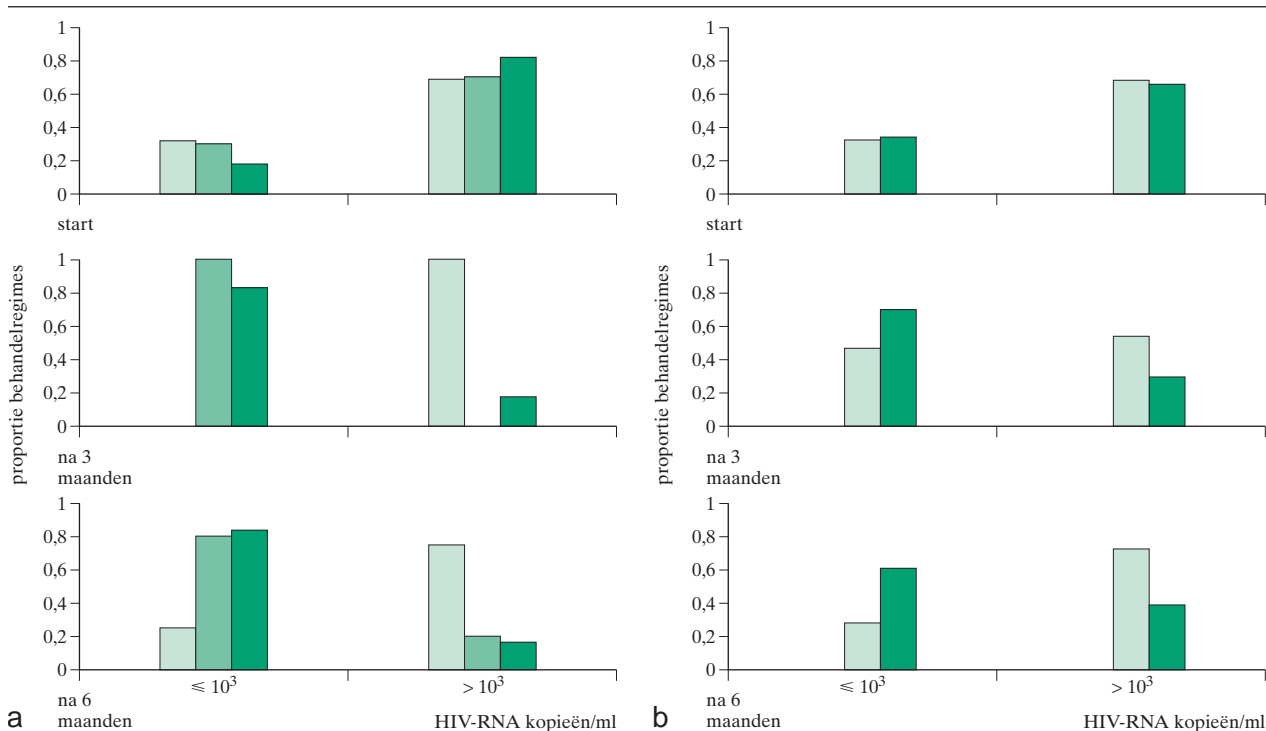 1
0,8
0,6
0,4
0,2
0
start
1
0,8
0,6
0,4
0,2
0
na 3
maanden
1
0,8
0,6
0,4
0,2
0
na 6
maanden
≤ 10³
> 10³
HIV-RNA kopieën/ml
proportie behandelregimes
a
1
0,8
0,6
0,4
0,2
0
start
1
0,8
0,6
0,4
0,2
0
na 3
maanden
1
0,8
0,6
0,4
0,2
0
na 6
maanden
≤ 10³
> 10³
HIV-RNA kopieën/ml
proportie behandelregimes
b